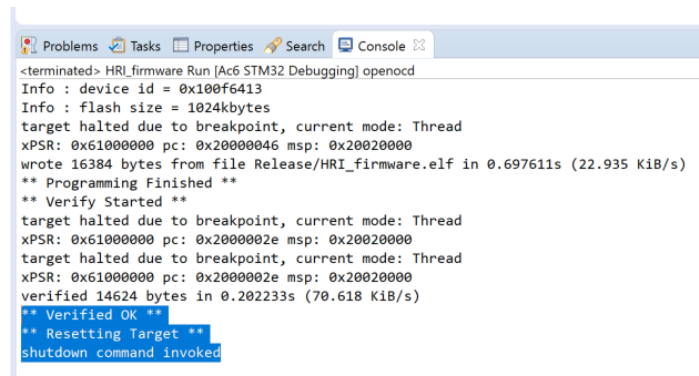 Problems Tasks Properties Search Console
<terminated> HRI_firmware Run [Ac6 STM32 Debugging] openocd
Info : device id = 0x100f6413
Info : flash size = 1024kbytes
target halted due to breakpoint, current mode: Thread
xPSR: 0x61000000 pc: 0x20000046 msp: 0x20020000
wrote 16384 bytes from file Release/HRI_firmware.elf in 0.697611s (22.935 KiB/s)
** Programming Finished **
** Verify Started **
target halted due to breakpoint, current mode: Thread
xPSR: 0x61000000 pc: 0x2000002e msp: 0x20020000
target halted due to breakpoint, current mode: Thread
xPSR: 0x61000000 pc: 0x2000002e msp: 0x20020000
verified 14624 bytes in 0.202233s (70.618 KiB/s)
** Verified OK **
** Resetting Target **
shutdown command invoked